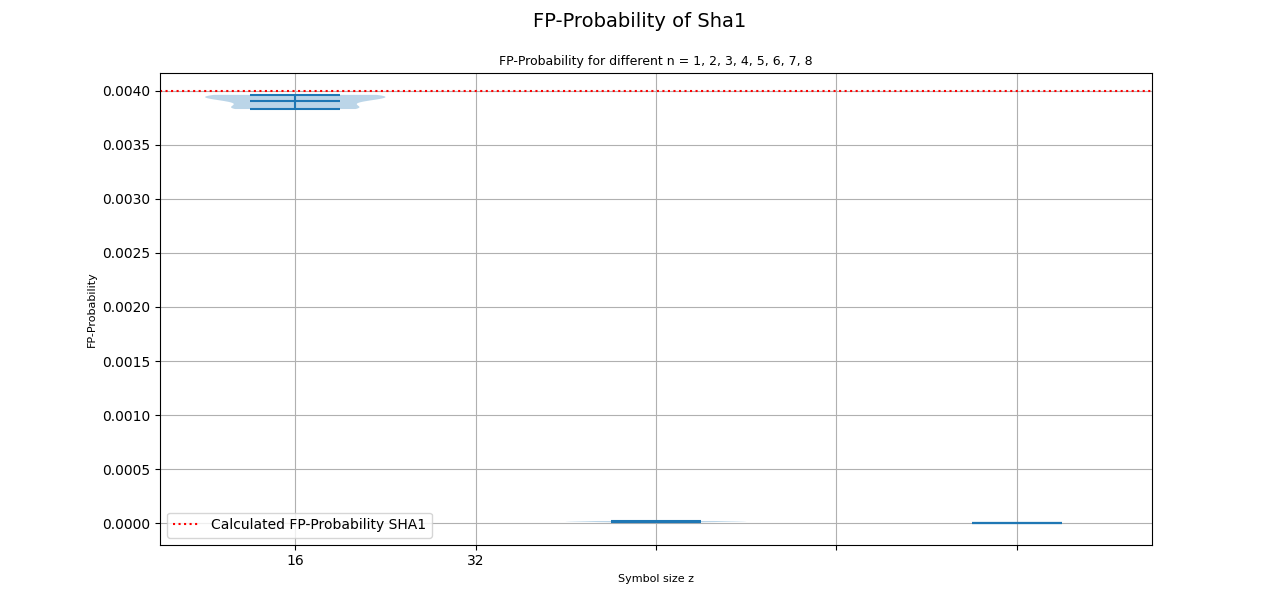 FP-Probability of Sha1
FP-Probability for different n = 1, 2, 3, 4, 5, 6, 7, 8
0.0040
0.0035
0.0030
0.0025
0.0020
0.0015
0.0010
0.0005
0.0000
FP-Probability
Calculated FP-Probability SHA1
16 32
Symbol size z